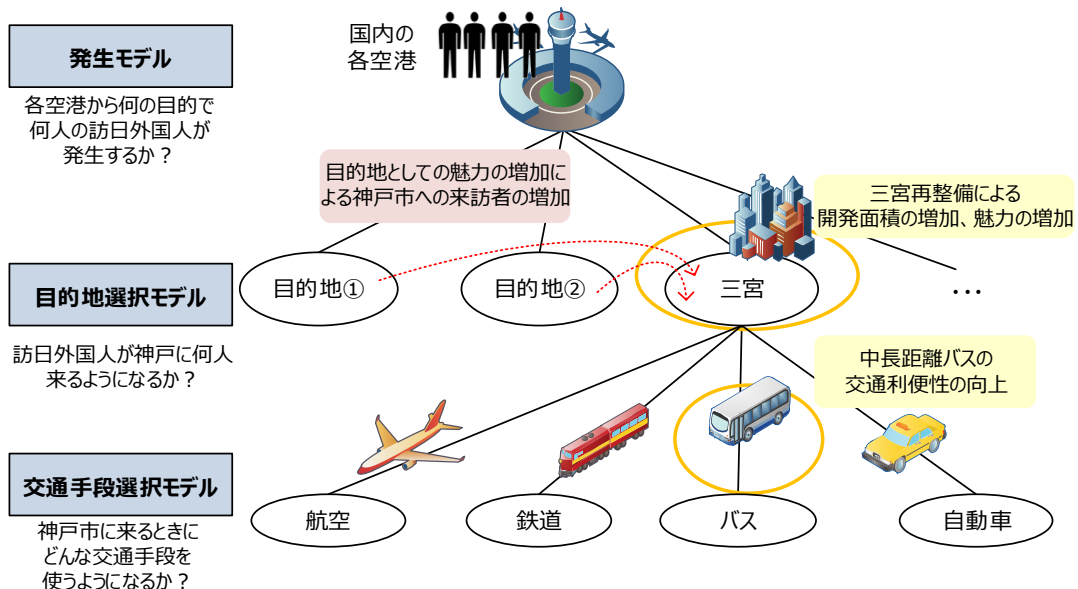 発生モデル
各空港から何の目的で
何人の訪日外国人が
発生するか？
国内の
各空港
目的地としての魅力の増加に
よる神戸市への来訪者の増加
三宮再整備による
開発面積の増加、魅力の増加
目的地選択モデル
訪日外国人が神戸に何人
来るようになるか？
目的地①
目的地②
三宮
…
中長距離バスの
交通利便性の向上
交通手段選択モデル
神戸市に来るときに
どんな交通手段を
使うようになるか？
航空
鉄道
バス
自動車